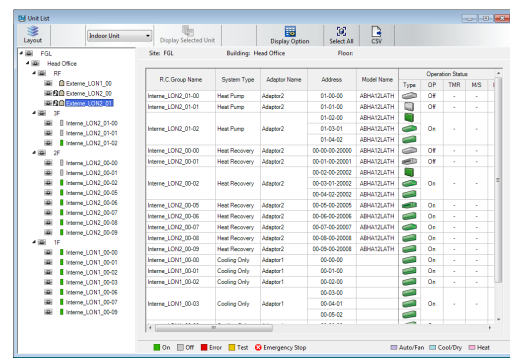 Unit List
Layout
Indoor Unit
Display Selected Unit
Display Option
Select All
CSV
Site: FGL Building: Head Office Floor:
FGL
Head Office
RF
Externe_LON1_00
Externe_LON2_00
Externe_LON2_01
3F
Interne_LON2_01-00
Interne_LON2_01-01
Interne_LON2_01-02
2F
Interne_LON2_00-00
Interne_LON2_00-01
Interne_LON2_00-02
Interne_LON2_00-05
Interne_LON2_00-06
Interne_LON2_00-07
Interne_LON2_00-08
Interne_LON2_00-09
1F
Interne_LON1_00-00
Interne_LON1_00-01
Interne_LON1_00-02
Interne_LON1_00-03
Interne_LON1_00-06
Interne_LON1_00-07
Interne_LON1_00-09
R.C.Group Name System Type Adaptor Name Address Model Name Operation Status
Type OP TMR M/S
Interne_LON2_01-00 Heat Pump Adaptor2 01-00-00 ABHA12LATH Off - -
Interne_LON2_01-01 Heat Pump Adaptor2 01-01-00 ABHA12LATH Off - -
01-02-00 ABHA12LATH
Interne_LON2_01-02 Heat Pump Adaptor2 01-03-01 ABHA12LATH On - -
01-04-02 ABHA12LATH
Interne_LON2_00-00 Heat Recovery Adaptor2 00-00-00-20000 ABHA12LATH Off - -
Interne_LON2_00-01 Heat Recovery Adaptor2 00-01-00-20001 ABHA12LATH Off - -
00-02-00-20002 ABHA12LATH
Interne_LON2_00-02 Heat Recovery Adaptor2 00-03-01-20002 ABHA12LATH On - -
00-04-02-20002 ABHA12LATH
Interne_LON2_00-05 Heat Recovery Adaptor2 00-05-00-20005 ABHA12LATH On - -
Interne_LON2_00-06 Heat Recovery Adaptor2 00-06-00-20006 ABHA12LATH On - -
Interne_LON2_00-07 Heat Recovery Adaptor2 00-07-00-20007 ABHA12LATH On - -
Interne_LON2_00-08 Heat Recovery Adaptor2 00-08-00-20008 ABHA12LATH On - -
Interne_LON2_00-09 Heat Recovery Adaptor2 00-09-00-20008 ABHA12LATH On - -
Interne_LON1_00-00 Cooling Only Adaptor1 00-00-00 On - -
Interne_LON1_00-01 Cooling Only Adaptor1 00-01-00 On - -
Interne_LON1_00-02 Cooling Only Adaptor1 00-02-00 On - -
00-03-00
Interne_LON1_00-03 Cooling Only Adaptor1 00-04-01 On - -
00-05-02
On Off Error Test Emergency Stop Auto/Fan Cool/Dry Heat